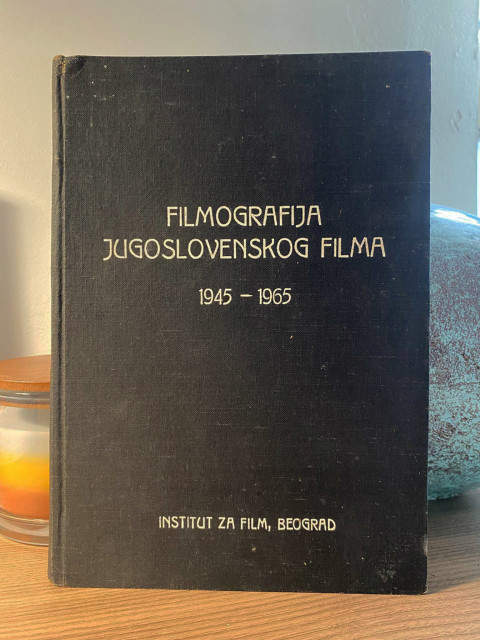 FILMOGRAFIJA
JUGOSLOVENSKOG FILMA
1945 – 1965
INSTITUT ZA FILM, BEOGRAD